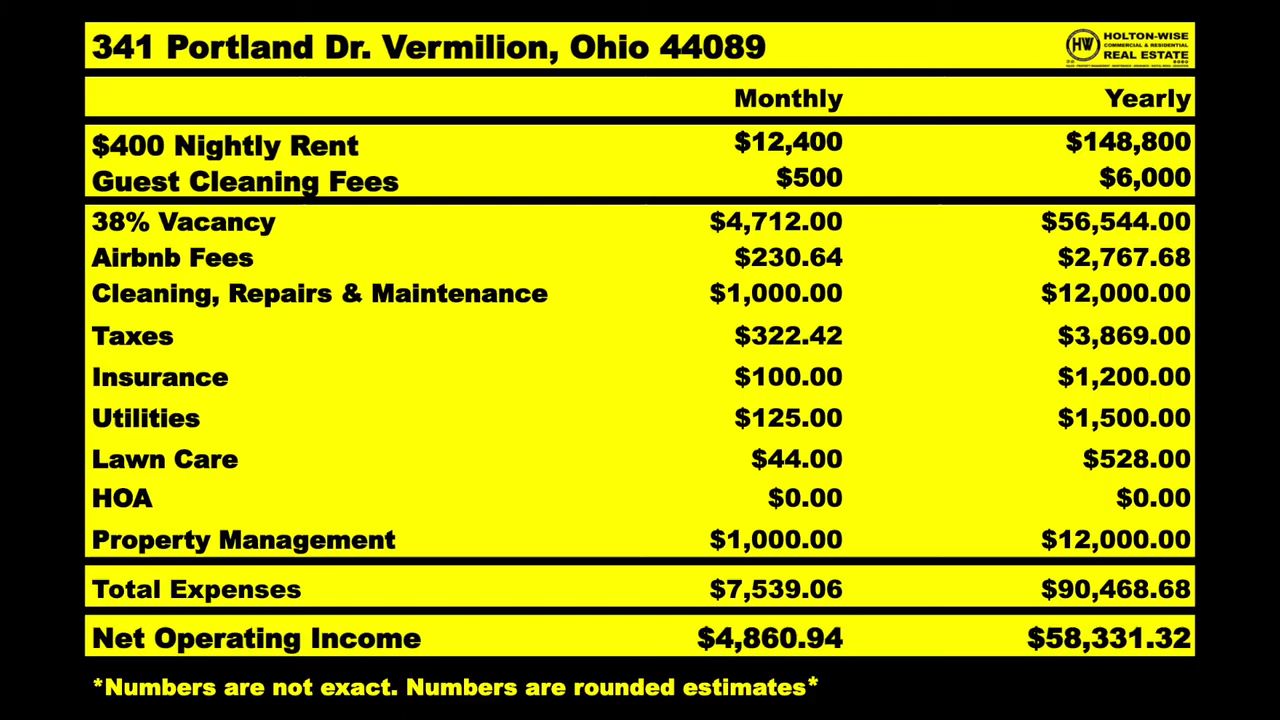 341 Portland Dr. Vermilion, Ohio 44089
HW HOLTON-WISE
COMMERCIAL & RESIDENTIAL
REAL ESTATE
Monthly Yearly
$400 Nightly Rent $12,400 $148,800
Guest Cleaning Fees $500 $6,000
38% Vacancy $4,712.00 $56,544.00
Airbnb Fees $230.64 $2,767.68
Cleaning, Repairs & Maintenance $1,000.00 $12,000.00
Taxes $322.42 $3,869.00
Insurance $100.00 $1,200.00
Utilities $125.00 $1,500.00
Lawn Care $44.00 $528.00
HOA $0.00 $0.00
Property Management $1,000.00 $12,000.00
Total Expenses $7,539.06 $90,468.68
Net Operating Income $4,860.94 $58,331.32
*Numbers are not exact. Numbers are rounded estimates*